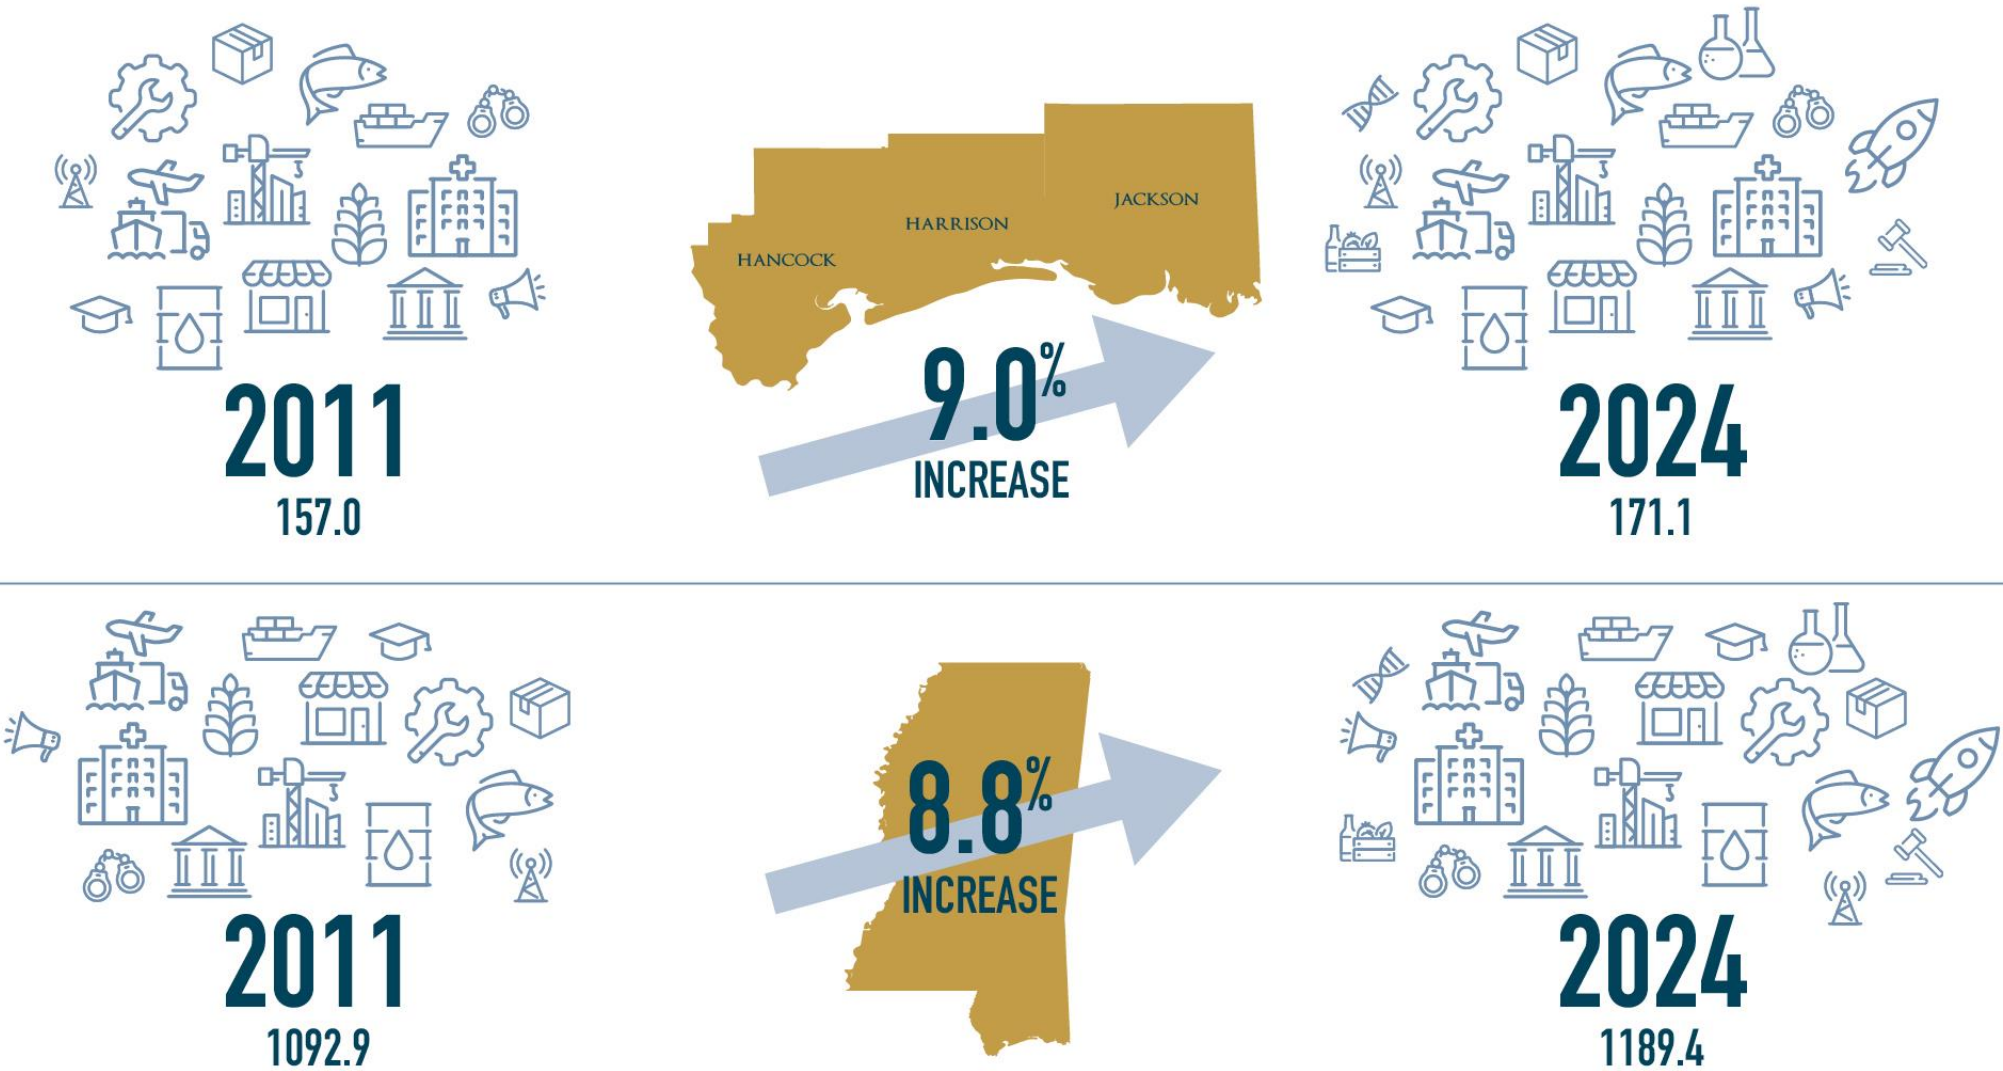 HANCOCK
HARRISON
JACKSON
9.0%
INCREASE
2011
157.0
2024
171.1
8.8%
INCREASE
2011
1092.9
2024
1189.4